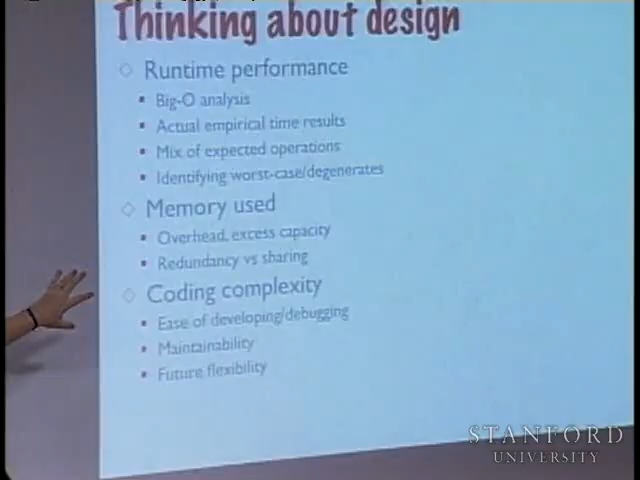 Thinking about design
Runtime performance
Big-O analysis
Actual empirical time results
Mix of expected operations
Identifying worst-case/degenerates
Memory used
Overhead, excess capacity
Redundancy vs sharing
Coding complexity
Ease of developing/debugging
Maintainability
Future flexibility
STANFORD
UNIVERSITY